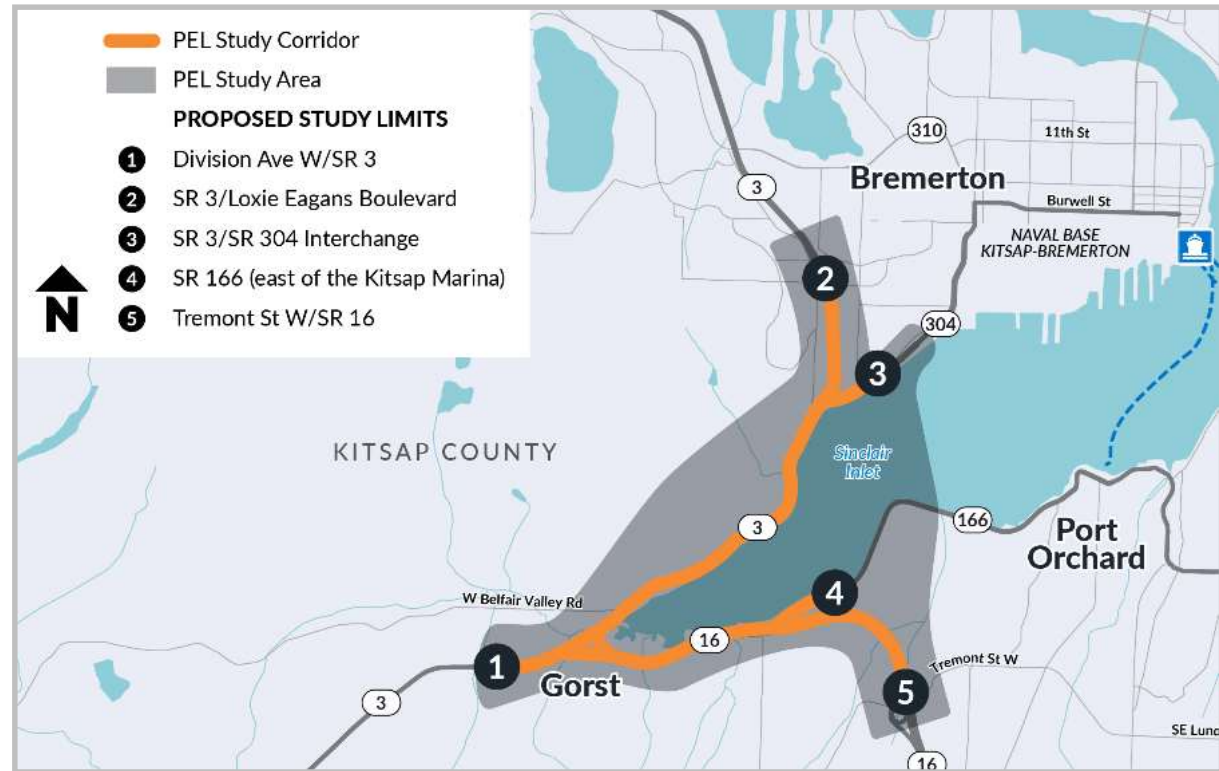 PEL Study Corridor
PEL Study Area
PROPOSED STUDY LIMITS
1 Division Ave W/SR 3
2 SR 3/Loxie Eagans Boulevard
3 SR 3/SR 304 Interchange
4 SR 166 (east of the Kitsap Marina)
5 Tremont St W/SR 16
N
310
11th St
3
Bremerton
Burwell St
NAVAL BASE
KITSAP-BREMERTON
2
304
3
KITSAP COUNTY
Sinclair
Inlet
3
166
Port
Orchard
4
W Belfair Valley Rd
16
1
Gorst
Tremont St W
5
3
SE Lund
16